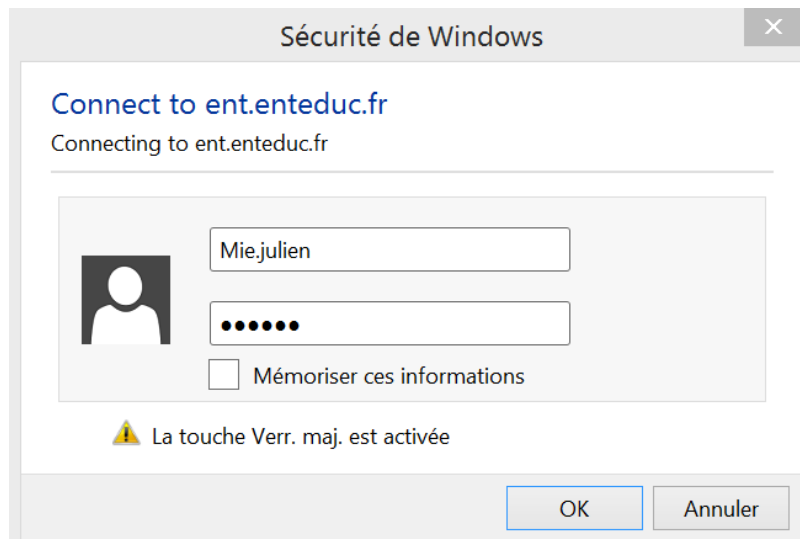 Sécurité de Windows
Connect to ent.enteduc.fr
Connecting to ent.enteduc.fr
Mie.julien
●●●●●●
Mémoriser ces informations
La touche Verr. maj. est activée
OK
Annuler